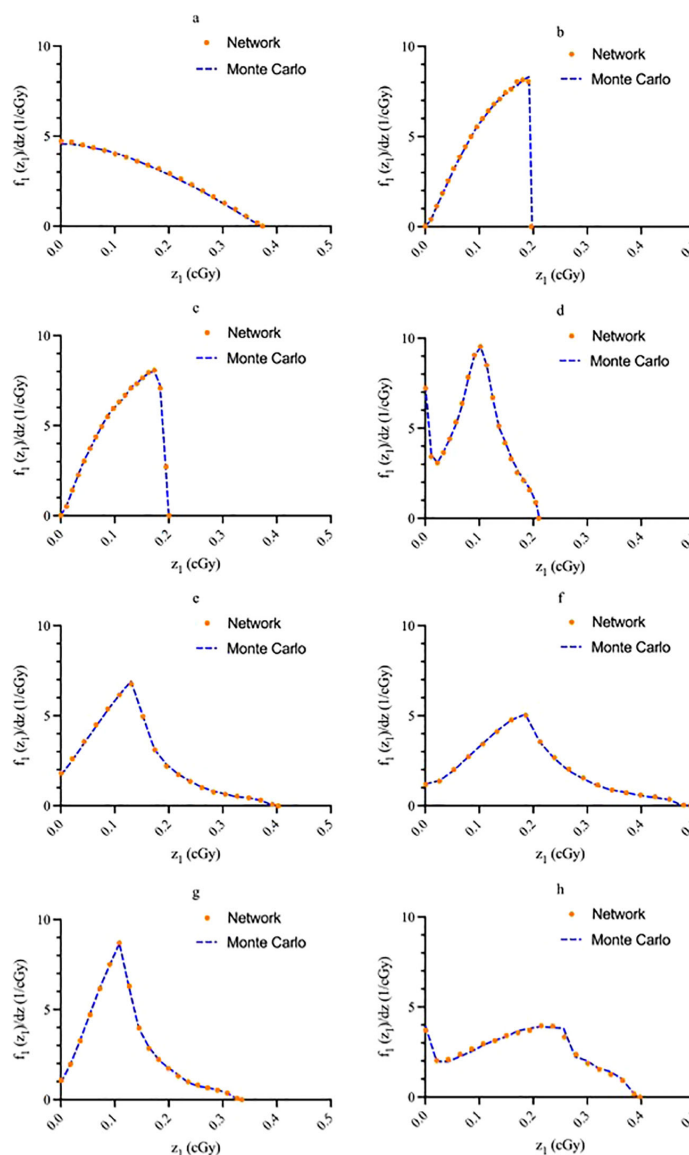 a
10
5
0
f1 (z1)/dz (1/cGy)
Network
Monte Carlo
0.0 0.1 0.2 0.3 0.4 0.5
z1 (cGy)
b
10
5
0
f1 (z1)/dz (1/cGy)
Network
Monte Carlo
0.0 0.1 0.2 0.3 0.4
z1 (cGy)
c
10
5
0
f1 (z1)/dz (1/cGy)
Network
Monte Carlo
0.0 0.1 0.2 0.3 0.4 0.5
z1 (cGy)
d
10
5
0
f1 (z1)/dz (1/cGy)
Network
Monte Carlo
0.0 0.1 0.2 0.3 0.4
z1 (cGy)
e
10
5
0
f1 (z1)/dz (1/cGy)
Network
Monte Carlo
0.0 0.1 0.2 0.3 0.4 0.5
z1 (cGy)
f
10
5
0
f1 (z1)/dz (1/cGy)
Network
Monte Carlo
0.0 0.1 0.2 0.3 0.4
z1 (cGy)
g
10
5
0
f1 (z1)/dz (1/cGy)
Network
Monte Carlo
0.0 0.1 0.2 0.3 0.4 0.5
z1 (cGy)
h
10
5
0
f1 (z1)/dz (1/cGy)
Network
Monte Carlo
0.0 0.1 0.2 0.3 0.4
z1 (cGy)